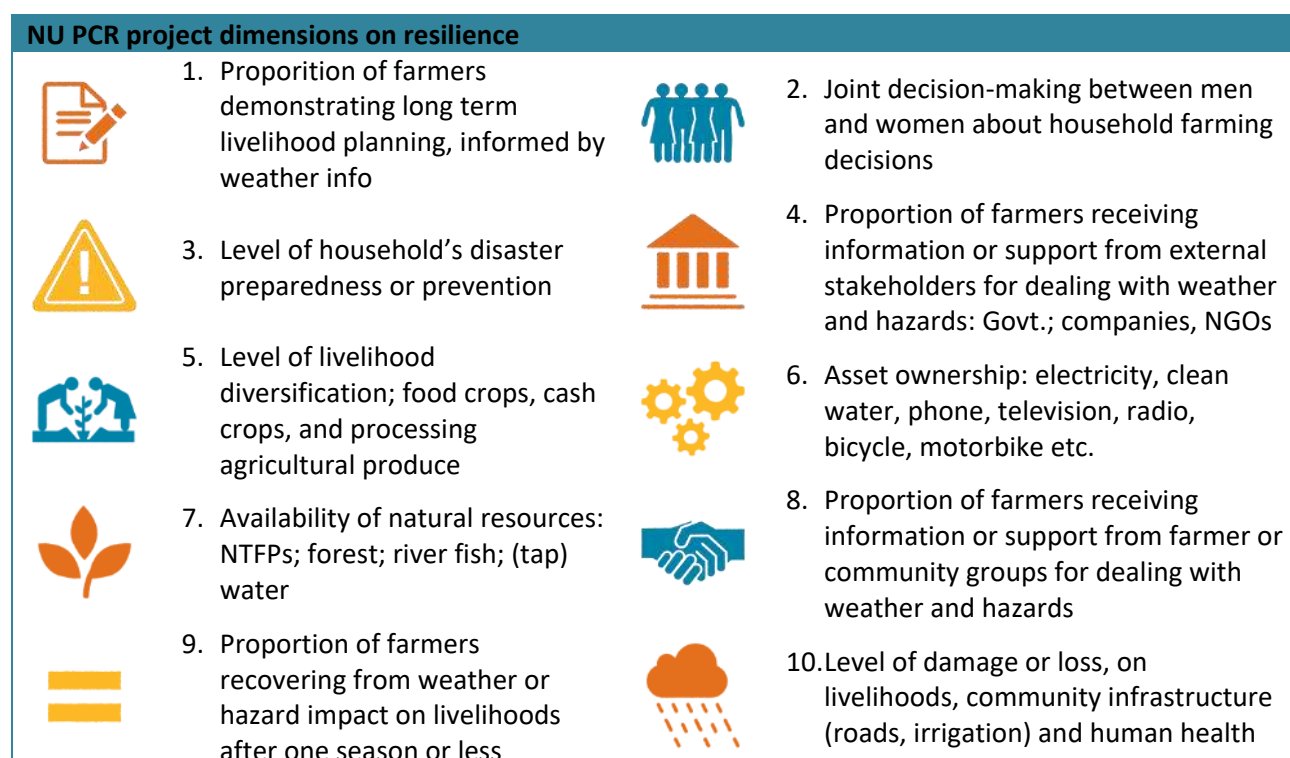 NU PCR project dimensions on resilience
1. Proporition of farmers
demonstrating long term
livelihood planning, informed by
weather info
2. Joint decision-making between men
and women about household farming
decisions
3. Level of household’s disaster
preparedness or prevention
4. Proportion of farmers receiving
information or support from external
stakeholders for dealing with weather
and hazards: Govt.; companies, NGOs
5. Level of livelihood
diversification; food crops, cash
crops, and processing
agricultural produce
6. Asset ownership: electricity, clean
water, phone, television, radio,
bicycle, motorbike etc.
7. Availability of natural resources:
NTFPs; forest; river fish; (tap)
water
8. Proportion of farmers receiving
information or support from farmer or
community groups for dealing with
weather and hazards
9. Proportion of farmers
recovering from weather or
hazard impact on livelihoods
after one season or less
10.Level of damage or loss, on
livelihoods, community infrastructure
(roads, irrigation) and human health